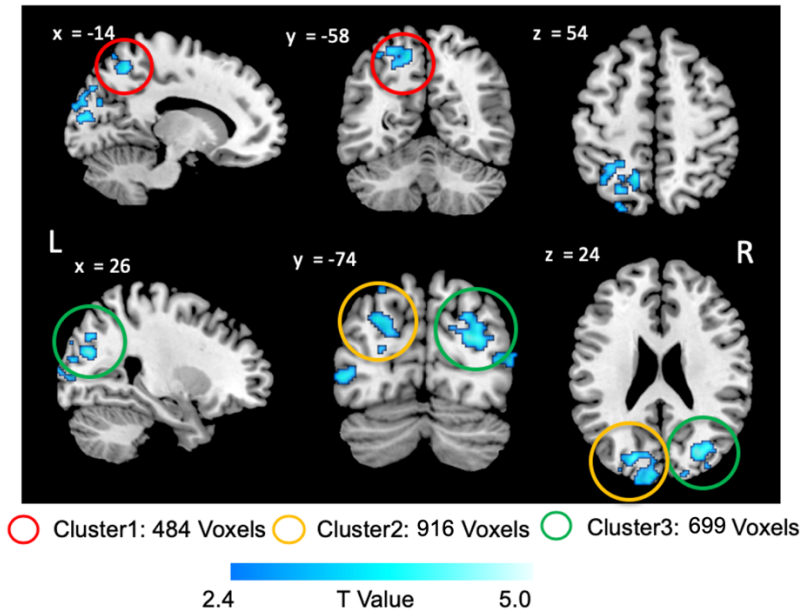 x = -14
y = -58
z = 54
L
R
x = 26
y = -74
z = 24
Cluster1: 484 Voxels
Cluster2: 916 Voxels
Cluster3: 699 Voxels
2.4 T Value 5.0